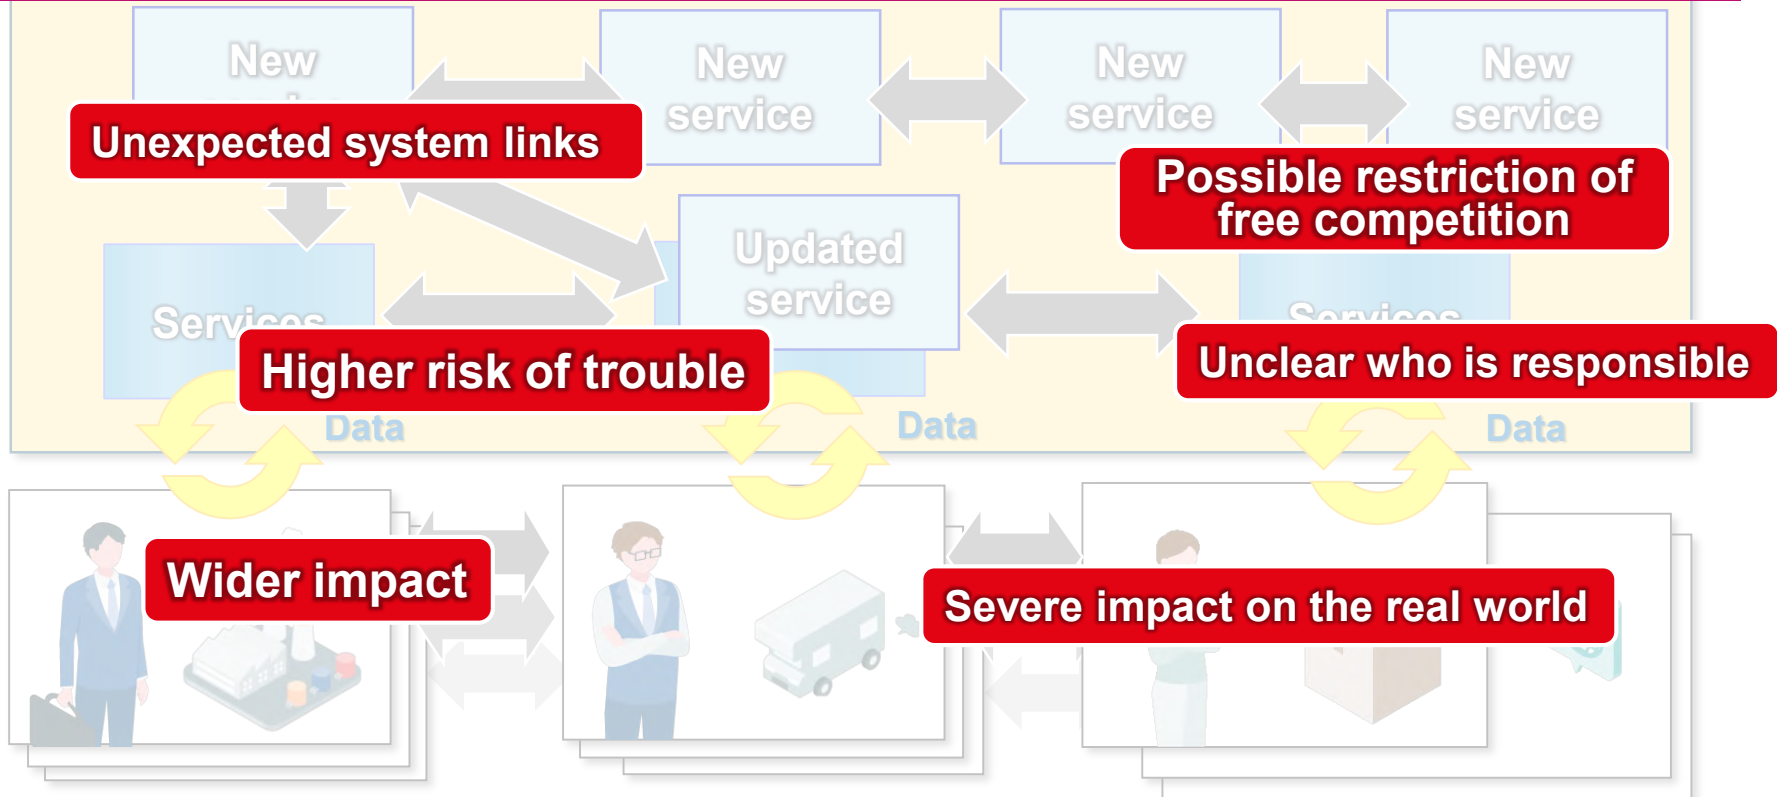 New
New
service
New
service
New
service
Unexpected system links
Possible restriction of
free competition
Updated
service
Services
Services
Higher risk of trouble
Unclear who is responsible
Data
Data
Data
Wider impact
Severe impact on the real world